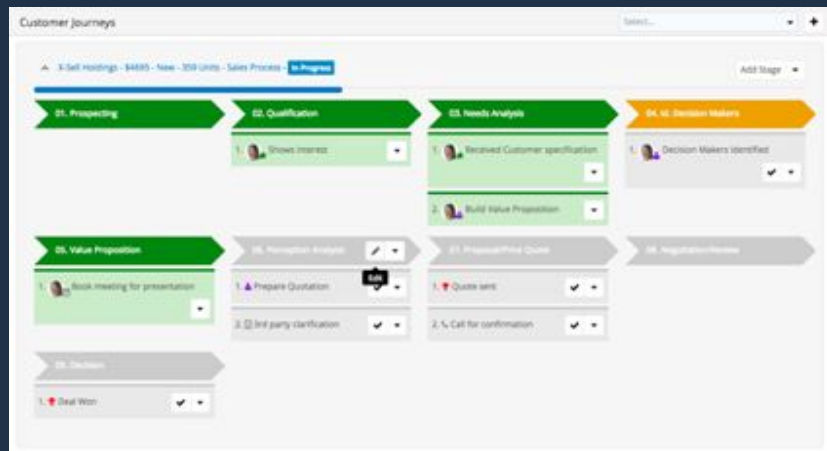 Customer Journeys
Select...
X-Sell Holdings - $4695 - New - 359 Units - Sales Process - In Progress
Add Stage
01. Prospecting
02. Qualification
03. Needs Analysis
04. Id. Decision Makers
1. Shows interest
1. Received Customer specification
1. Decision Makers Identified
2. Build Value Proposition
05. Value Proposition
06. Perception Analysis
07. Proposal/Price Quote
08. Negotiation/Review
Edit
1. Book meeting for presentation
1. Prepare Quotation
1. Quote sent
2. 3rd party clarification
2. Call for confirmation
09. Decision
1. Deal Won